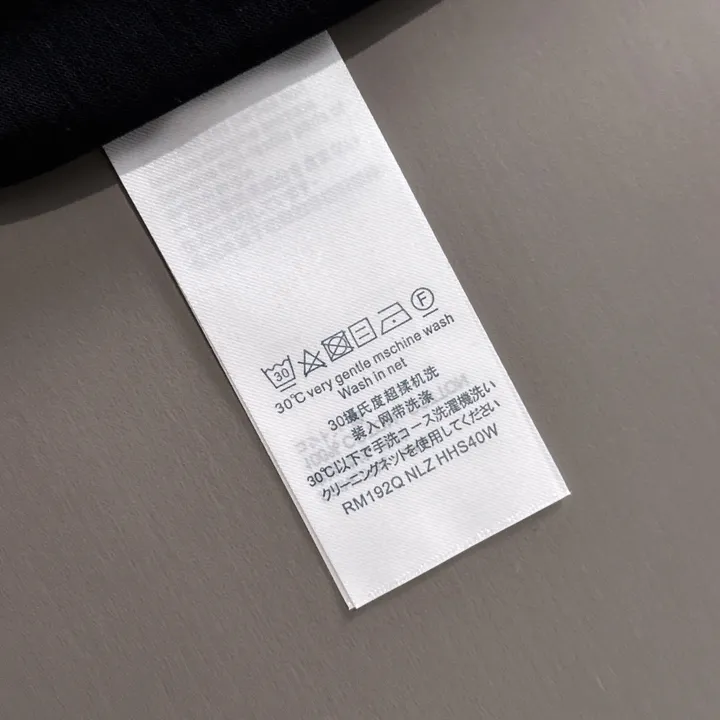 30 F
30℃ very gentle mschine wash
Wash in net
30攝氏度超揉机洗
装入网带洗涤
30℃以下で手洗コース洗濯機洗い
クリーニングネットを使用してください
RM192Q NLZ HHS40W